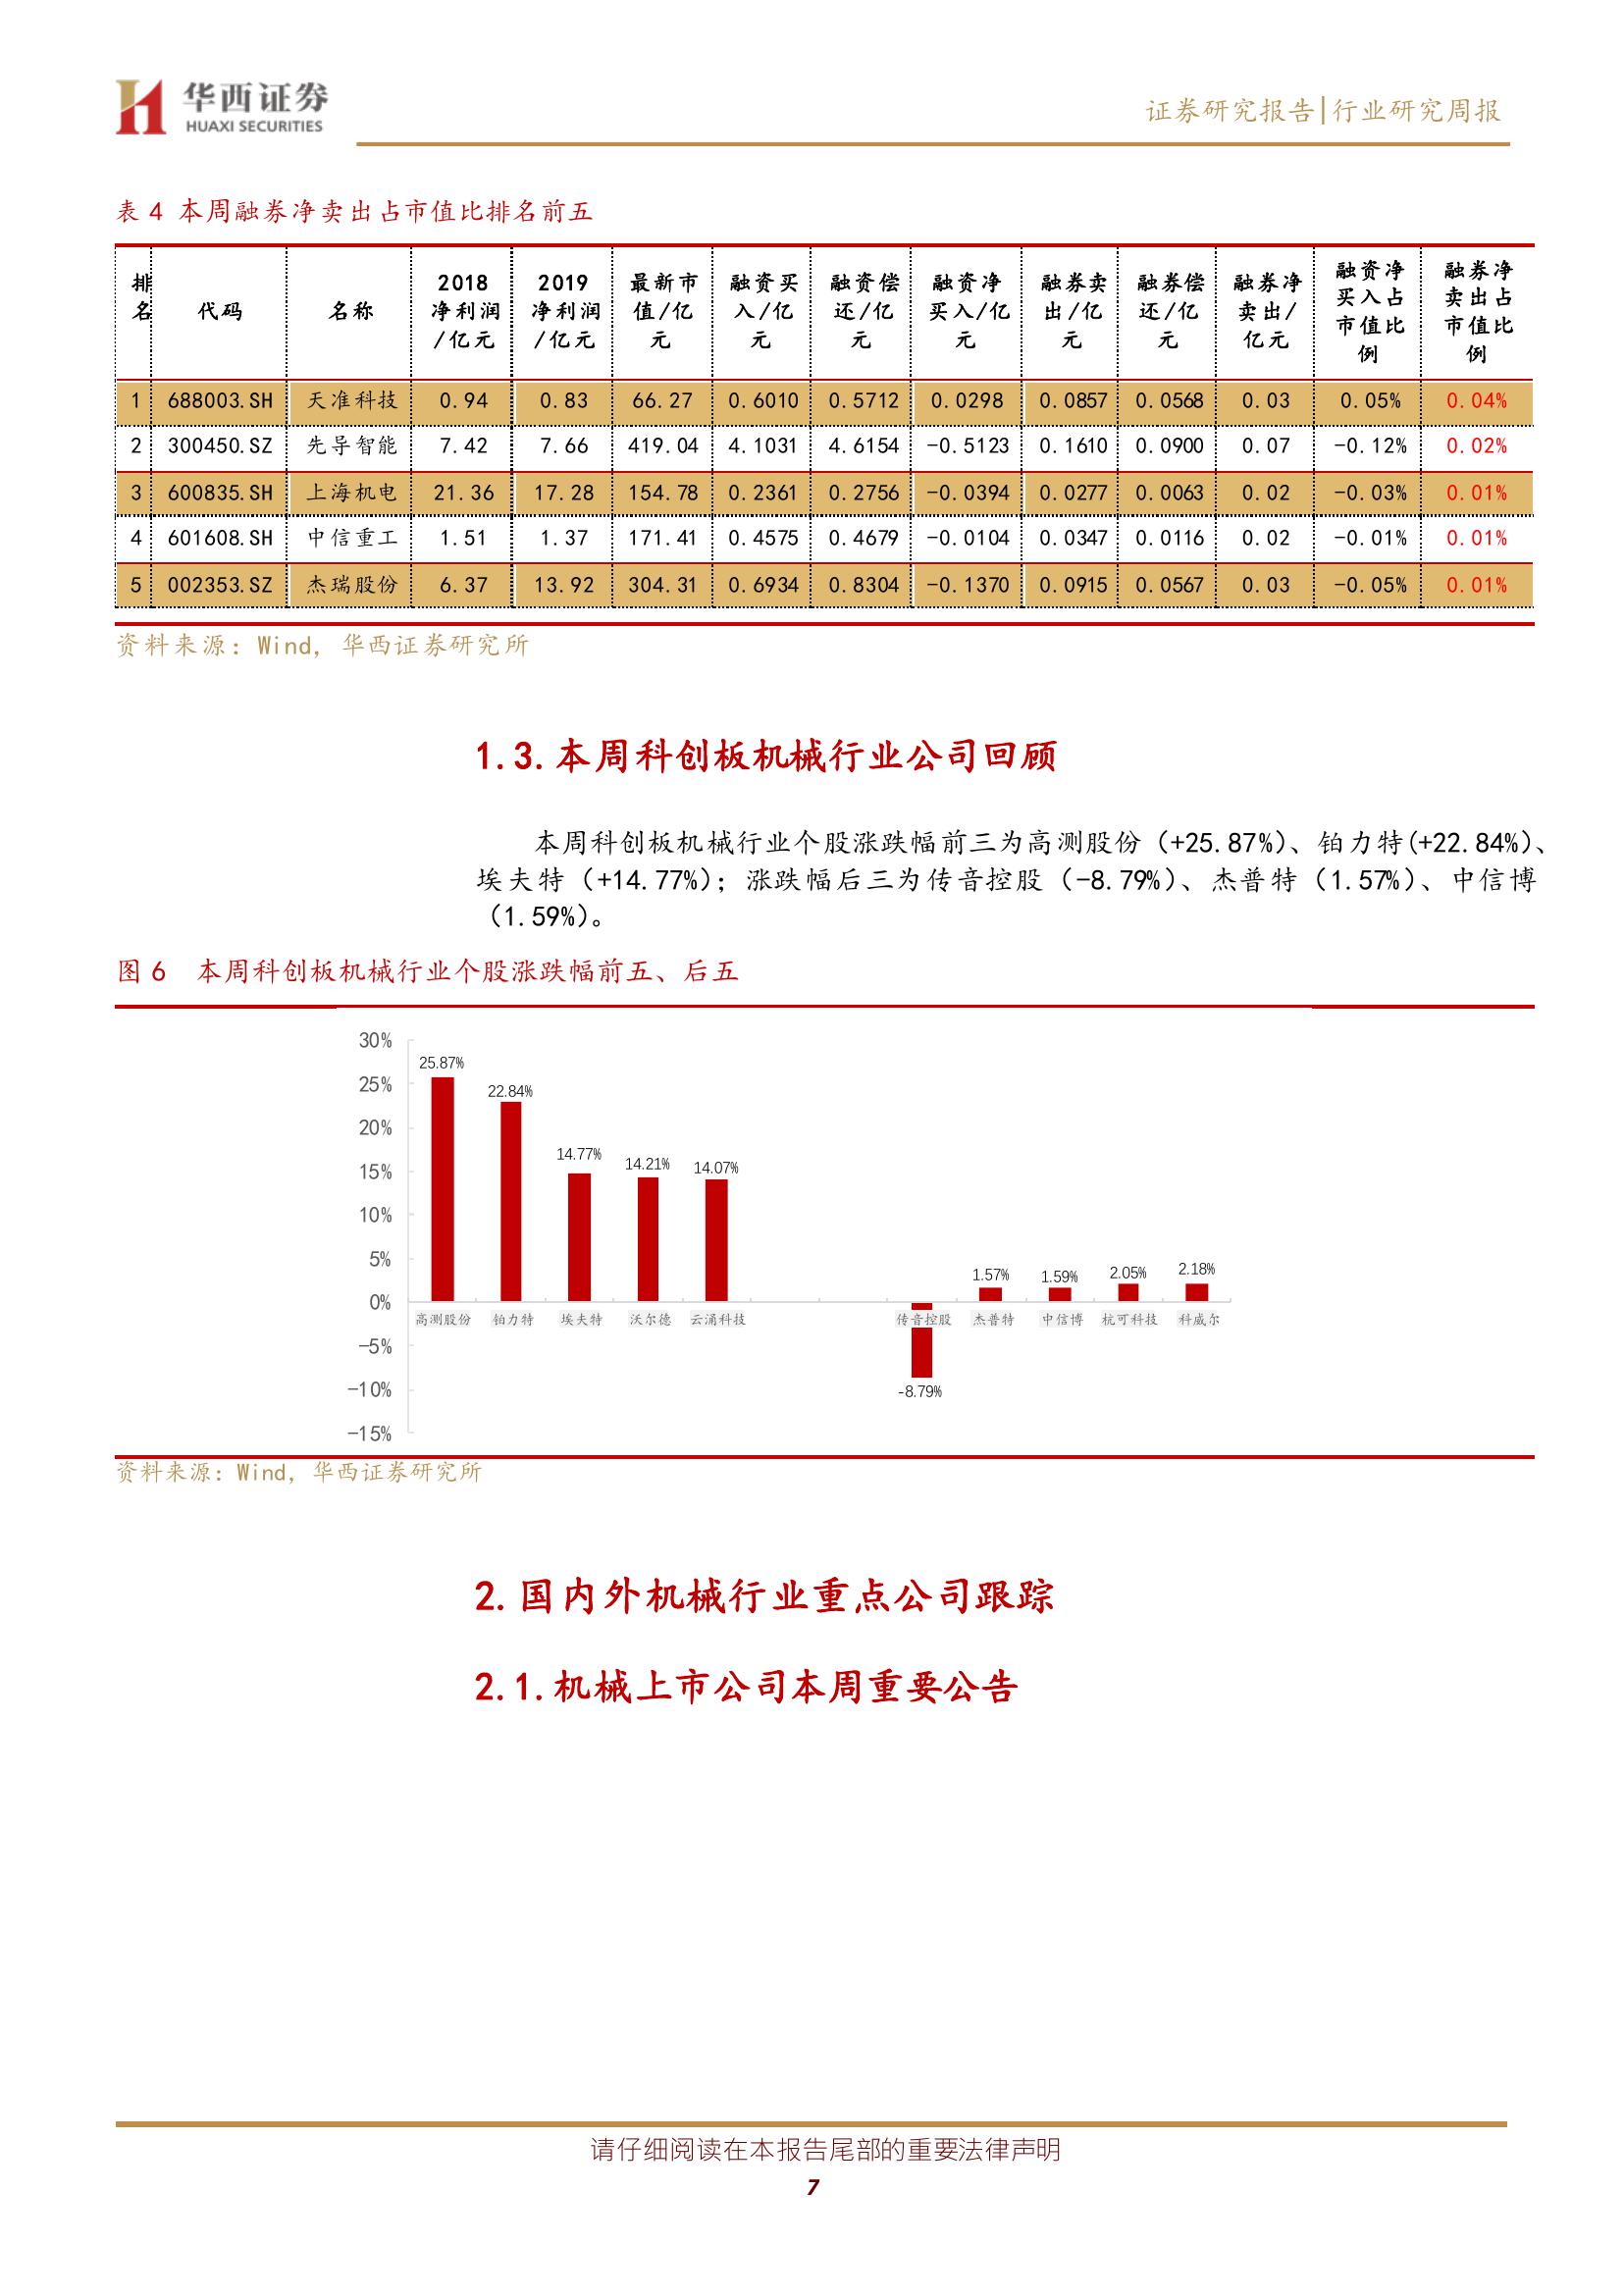 华西证券
HUAXI SECURITIES
证券研究报告|行业研究周报
表 4 本周融券净卖出占市值比排名前五
排名 代码 名称 2018净利润/亿元 2019净利润/亿元 最新市值/亿元 融资买入/亿元 融资偿还/亿元 融资净买入/亿元 融券卖出/亿元 融券偿还/亿元 融券净卖出/亿元 融资净买入占市值比例 融券净卖出占市值比例
1 688003.SH 天准科技 0.94 0.83 66.27 0.6010 0.5712 0.0298 0.0857 0.0568 0.03 0.05% 0.04%
2 300450.SZ 先导智能 7.42 7.66 419.04 4.1031 4.6154 -0.5123 0.1610 0.0900 0.07 -0.12% 0.02%
3 600835.SH 上海机电 21.36 17.28 154.78 0.2361 0.2756 -0.0394 0.0277 0.0063 0.02 -0.03% 0.01%
4 601608.SH 中信重工 1.51 1.37 171.41 0.4575 0.4679 -0.0104 0.0347 0.0116 0.02 -0.01% 0.01%
5 002353.SZ 杰瑞股份 6.37 13.92 304.31 0.6934 0.8304 -0.1370 0.0915 0.0567 0.03 -0.05% 0.01%
资料来源：Wind，华西证券研究所
1.3.本周科创板机械行业公司回顾
本周科创板机械行业个股涨跌幅前三为高测股份（+25.87%）、铂力特(+22.84%)、
埃夫特（+14.77%）；涨跌幅后三为传音控股（-8.79%）、杰普特（1.57%）、中信博
（1.59%）。
图 6 本周科创板机械行业个股涨跌幅前五、后五
30%
25%
20%
15%
10%
5%
0%
-5%
-10%
-15%
25.87%
22.84%
14.77%
14.21%
14.07%
-8.79%
1.57%
1.59%
2.05%
2.18%
高测股份 铂力特 埃夫特 沃尔德 云涌科技 传音控股 杰普特 中信博 杭可科技 科威尔
资料来源：Wind，华西证券研究所
2.国内外机械行业重点公司跟踪
2.1.机械上市公司本周重要公告
请仔细阅读在本报告尾部的重要法律声明
7